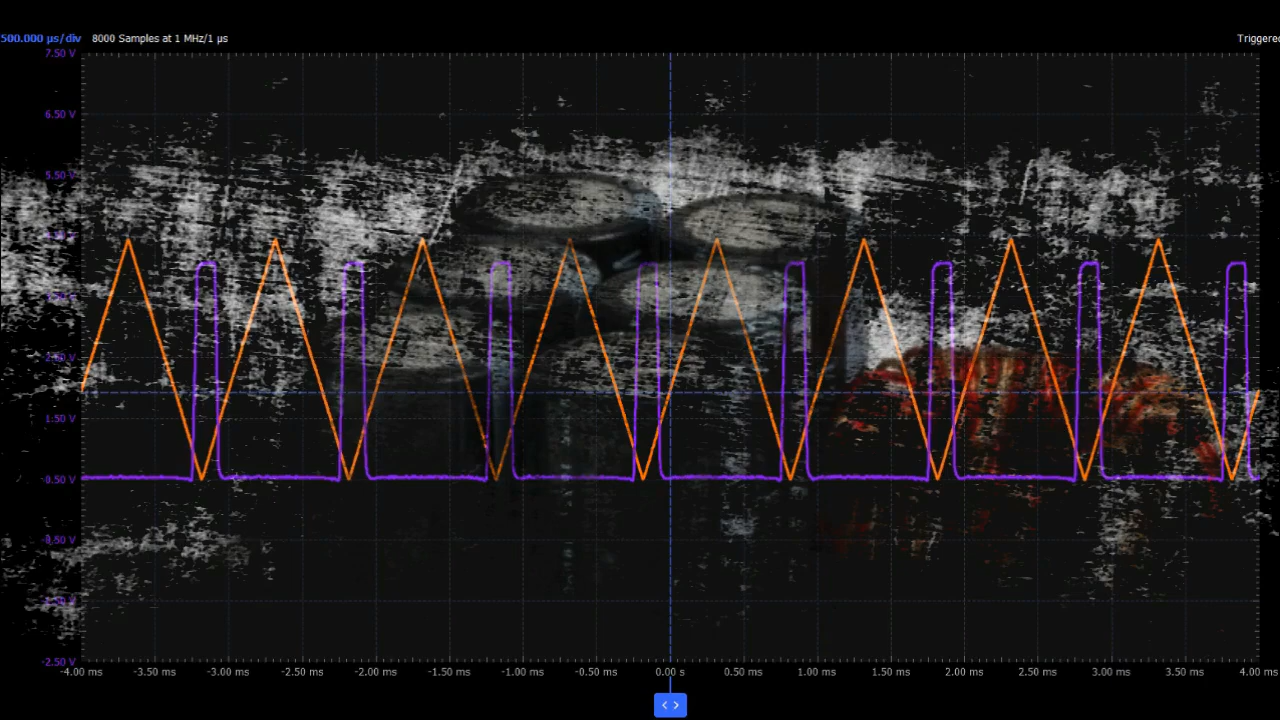 500.000 µs/div 8000 Samples at 1 MHz/1 µs Triggered
7.50 V
6.50 V
5.50 V
1.50 V
0.50 V
-2.50 V
-4.00 ms -3.50 ms -3.00 ms -2.50 ms -2.00 ms -1.50 ms -1.00 ms -0.50 ms 0.00 s 0.50 ms 1.00 ms 1.50 ms 2.00 ms 2.50 ms 3.00 ms 3.50 ms 4.00 ms